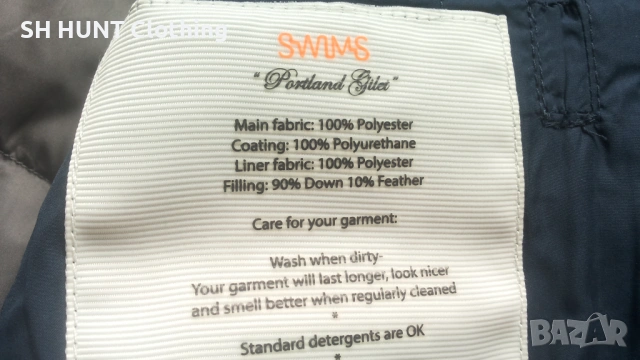 SH HUNT Clothing
SWIMS
"Portland Gilet"
Main fabric: 100% Polyester
Coating: 100% Polyurethane
Liner fabric: 100% Polyester
Filling: 90% Down 10% Feather
Care for your garment:
Wash when dirty-
Your garment will last longer, look nicer
and smell better when regularly cleaned
*
Standard detergents are OK
*
BAZAR